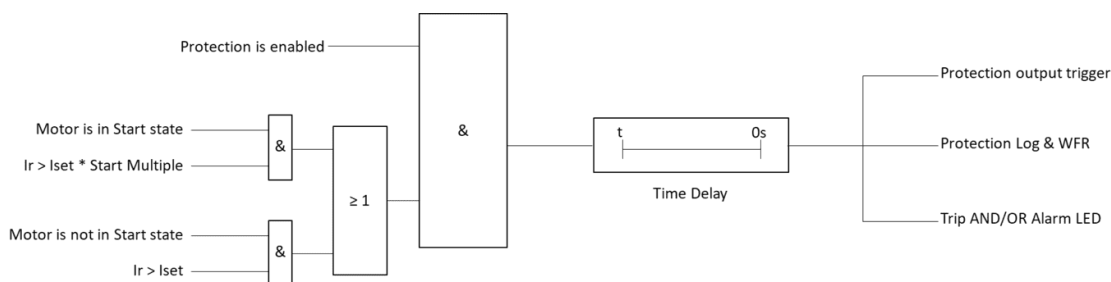 Protection is enabled
Motor is in Start state
Ir > Iset * Start Multiple
&
Motor is not in Start state
Ir > Iset
&
≥ 1
&
t 0s
Time Delay
Protection output trigger
Protection Log & WFR
Trip AND/OR Alarm LED